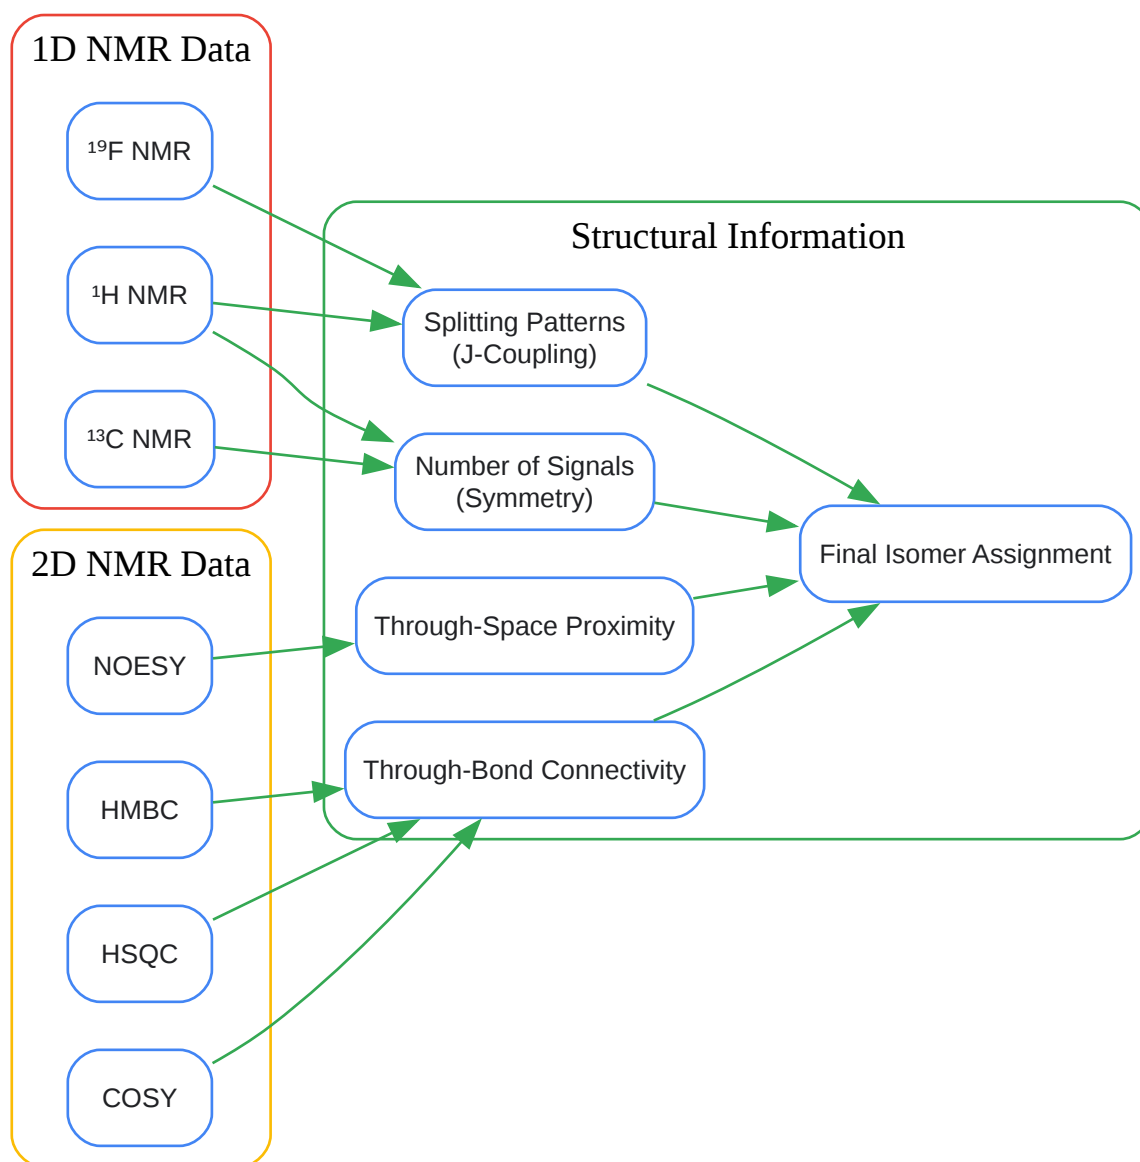 1D NMR Data
¹⁹F NMR
¹H NMR
¹³C NMR
2D NMR Data
NOESY
HMBC
HSQC
COSY
Structural Information
Splitting Patterns
(J-Coupling)
Number of Signals
(Symmetry)
Through-Space Proximity
Through-Bond Connectivity
Final Isomer Assignment